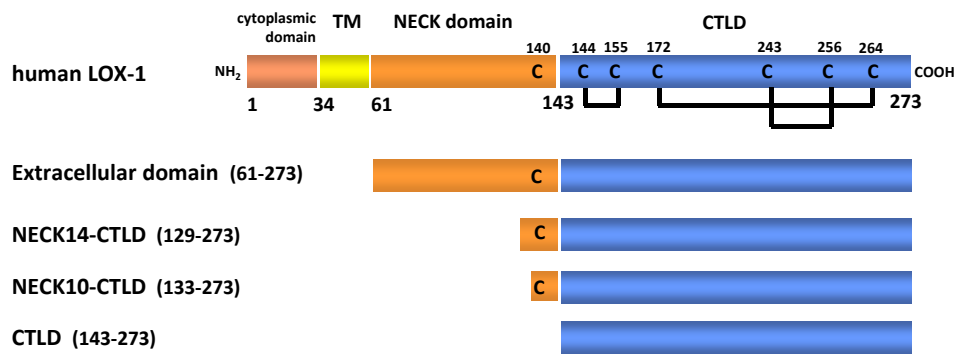 cytoplasmic domain TM NECK domain CTLD
140 144 155 172 243 256 264
human LOX-1 NH₂ C C C C C C C COOH
1 34 61 143 273
Extracellular domain (61-273) C
NECK14-CTLD (129-273) C
NECK10-CTLD (133-273) C
CTLD (143-273)